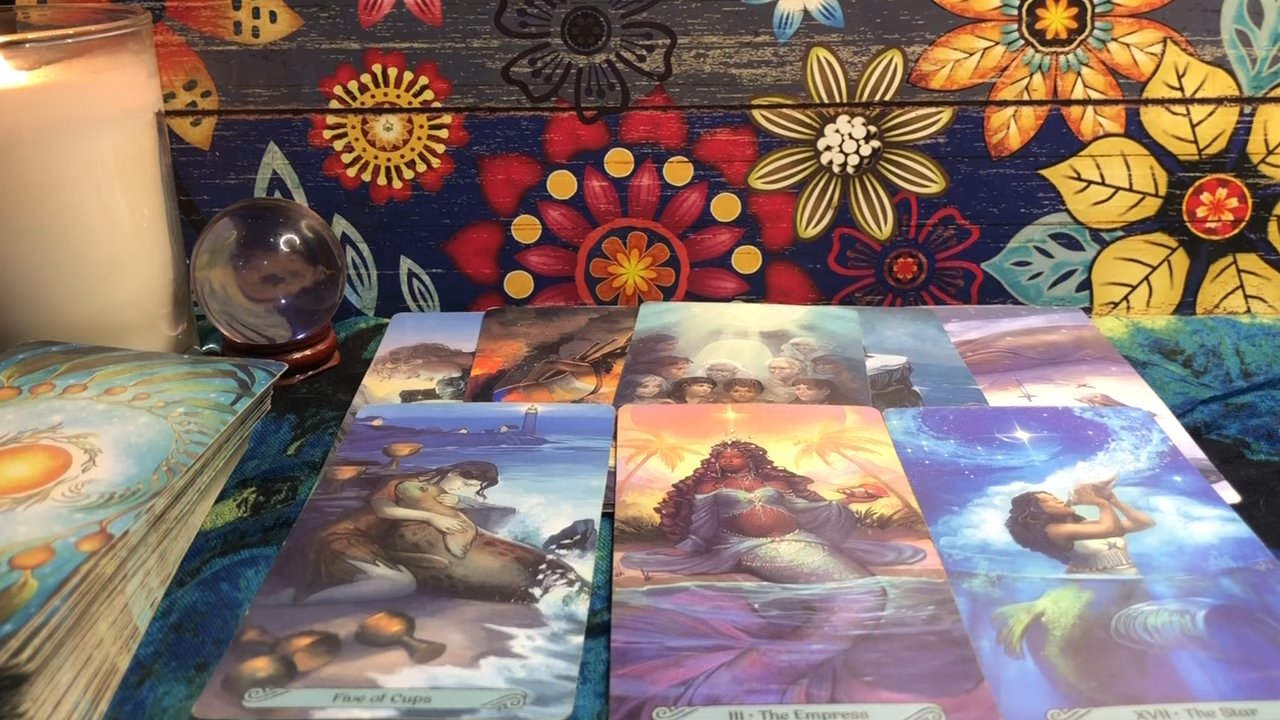 Five of Cups
III • The Empress
XVII • The Star